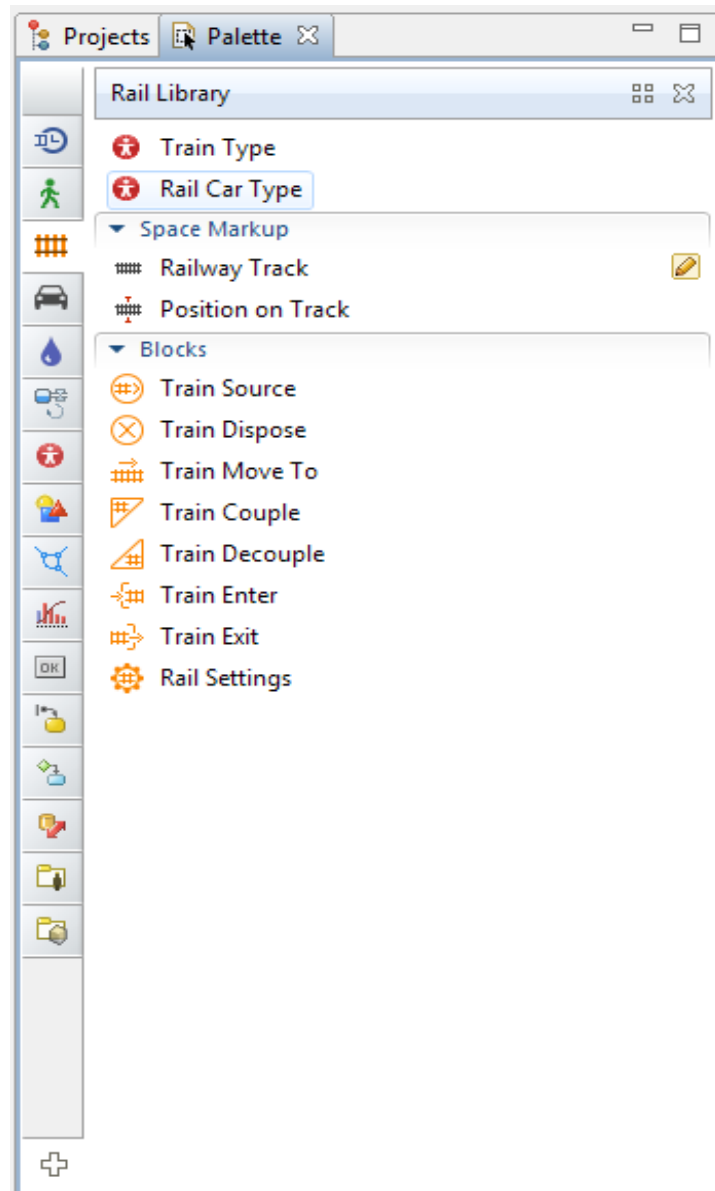 Projects Palette
Rail Library
Train Type
Rail Car Type
Space Markup
Railway Track
Position on Track
Blocks
Train Source
Train Dispose
Train Move To
Train Couple
Train Decouple
Train Enter
Train Exit
Rail Settings
OK